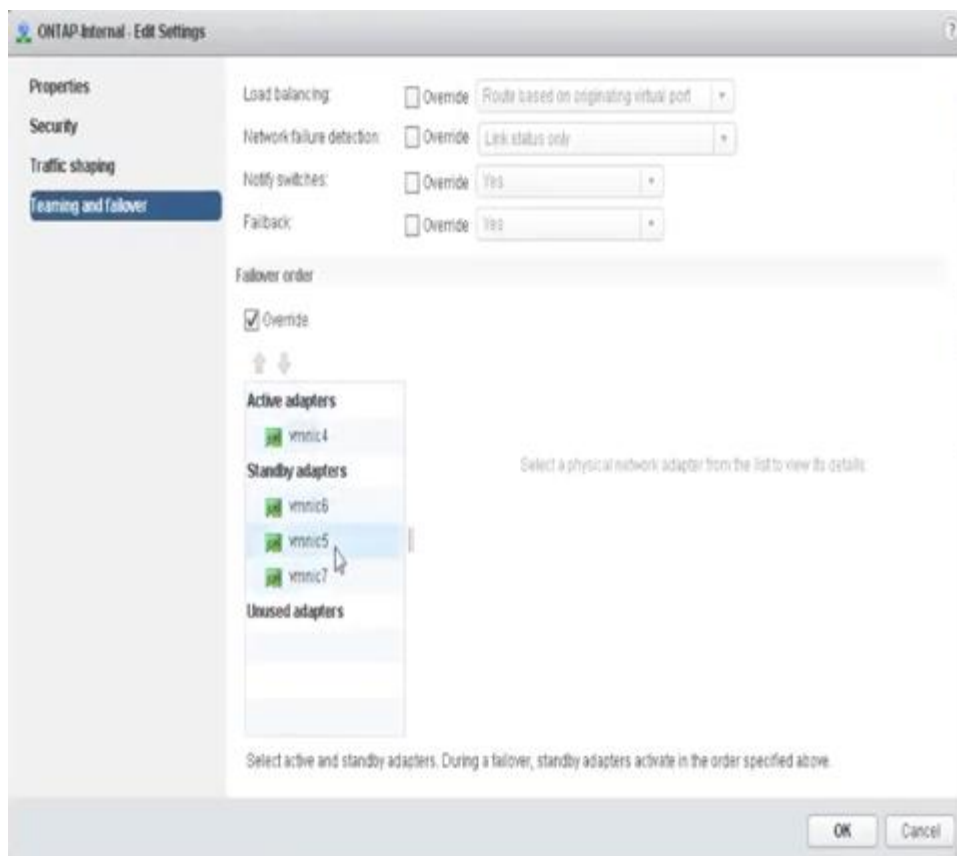 ONTAP-Internal - Edit Settings
?
Properties
Security
Traffic shaping
Teaming and failover
Load balancing: Override Route based on originating virtual port
Network failure detection: Override Link status only
Notify switches: Override Yes
Failback: Override Yes
Failover order
Override
Active adapters
vmnic4
Standby adapters
vmnic6
vmnic5
vmnic7
Unused adapters
Select a physical network adapter from the list to view its details.
Select active and standby adapters. During a failover, standby adapters activate in the order specified above.
OK Cancel